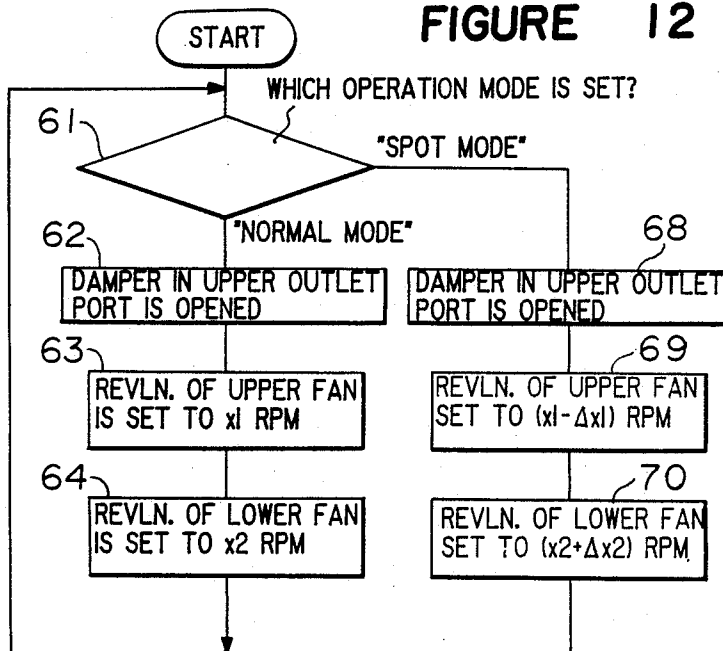 FIGURE 12
START
WHICH OPERATION MODE IS SET?
61
"SPOT MODE"
"NORMAL MODE"
62
DAMPER IN UPPER OUTLET
PORT IS OPENED
63
REVLN. OF UPPER FAN
IS SET TO x1 RPM
64
REVLN. OF LOWER FAN
IS SET TO x2 RPM
68
DAMPER IN UPPER OUTLET
PORT IS OPENED
69
REVLN. OF UPPER FAN
SET TO (x1-Δx1) RPM
70
REVLN. OF LOWER FAN
SET TO (x2+Δx2) RPM